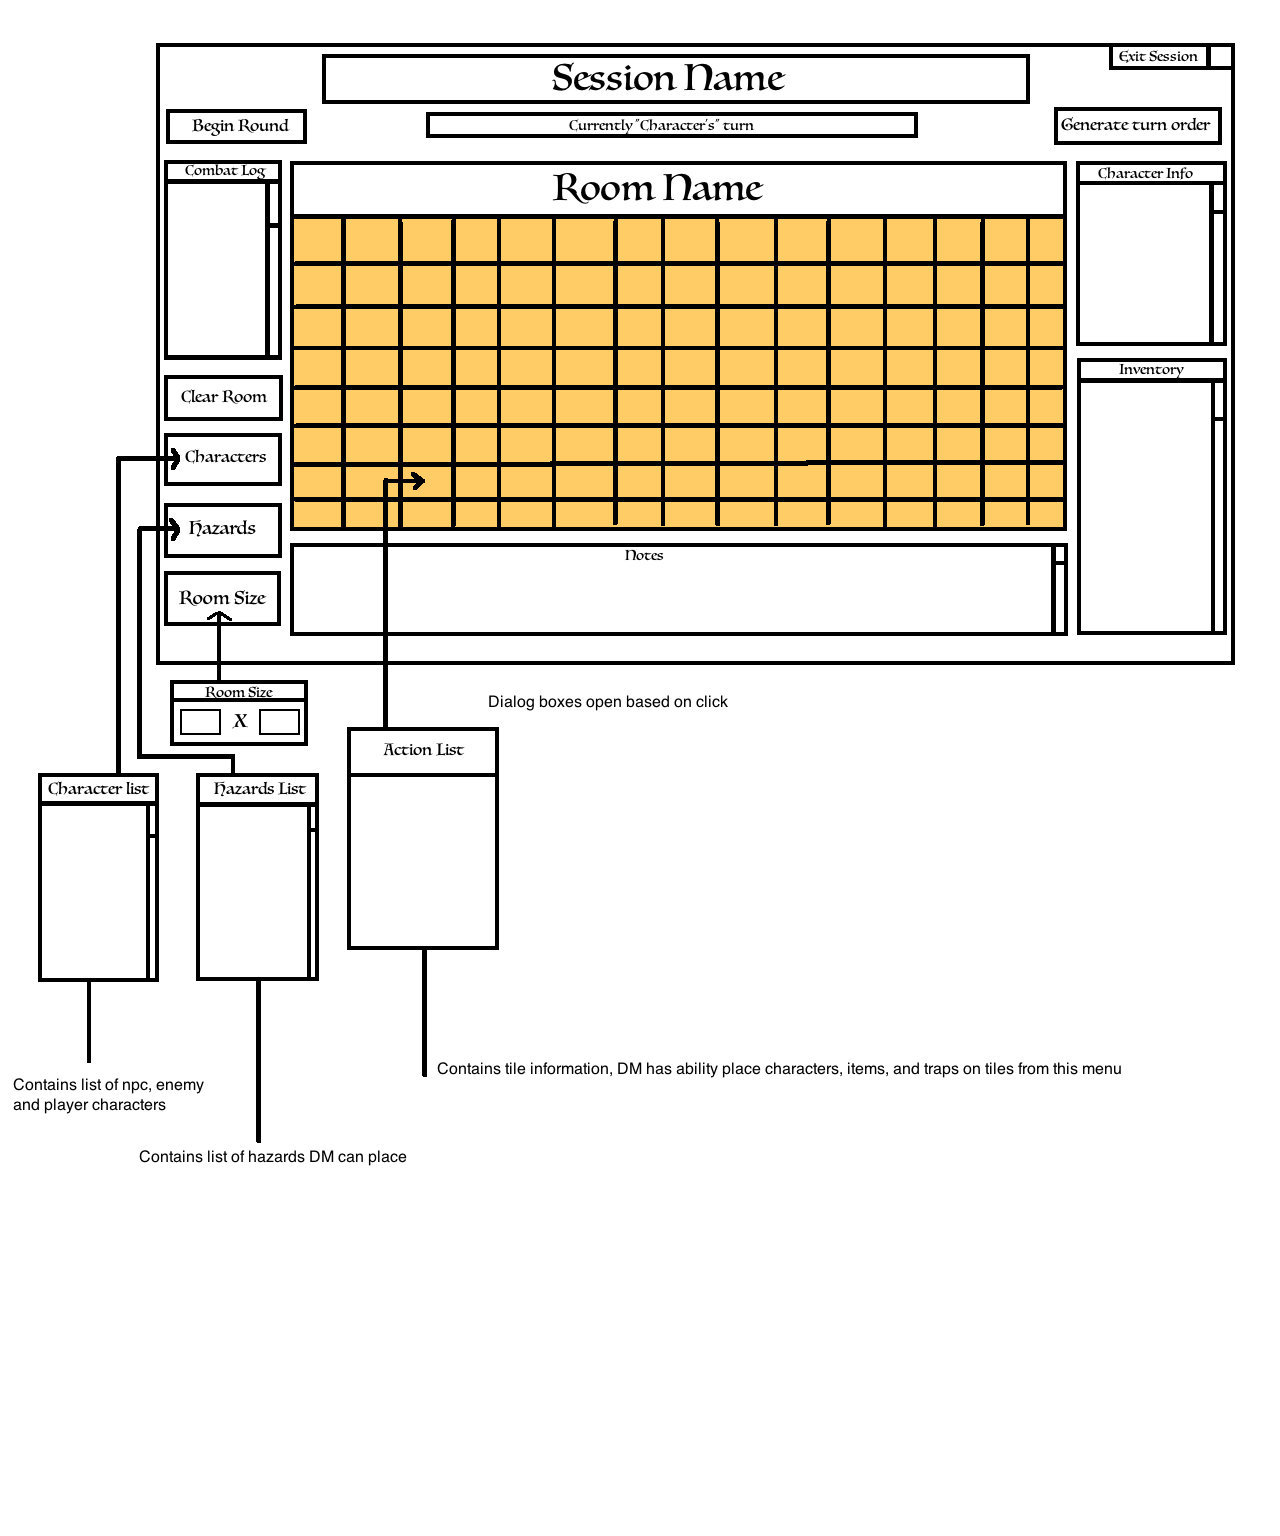 Exit Session
Session Name
Begin Round
Currently "Character's" turn
Generate turn order
Combat Log
Room Name
Character Info
Inventory
Clear Room
Characters
Hazards
Room Size
Notes
Room Size
X
Dialog boxes open based on click
Action List
Character list
Hazards List
Contains tile information, DM has ability place characters, items, and traps on tiles from this menu
Contains list of npc, enemy
and player characters
Contains list of hazards DM can place